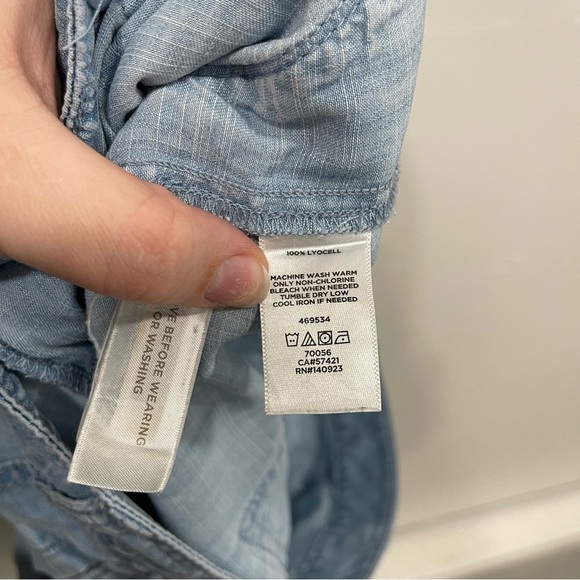 100% LYOCELL
MACHINE WASH WARM
ONLY NON-CHLORINE
BLEACH WHEN NEEDED
TUMBLE DRY LOW
COOL IRON IF NEEDED
469534
70056
CA#57421
RN#140923
BEFORE WEARING
OR WASHING